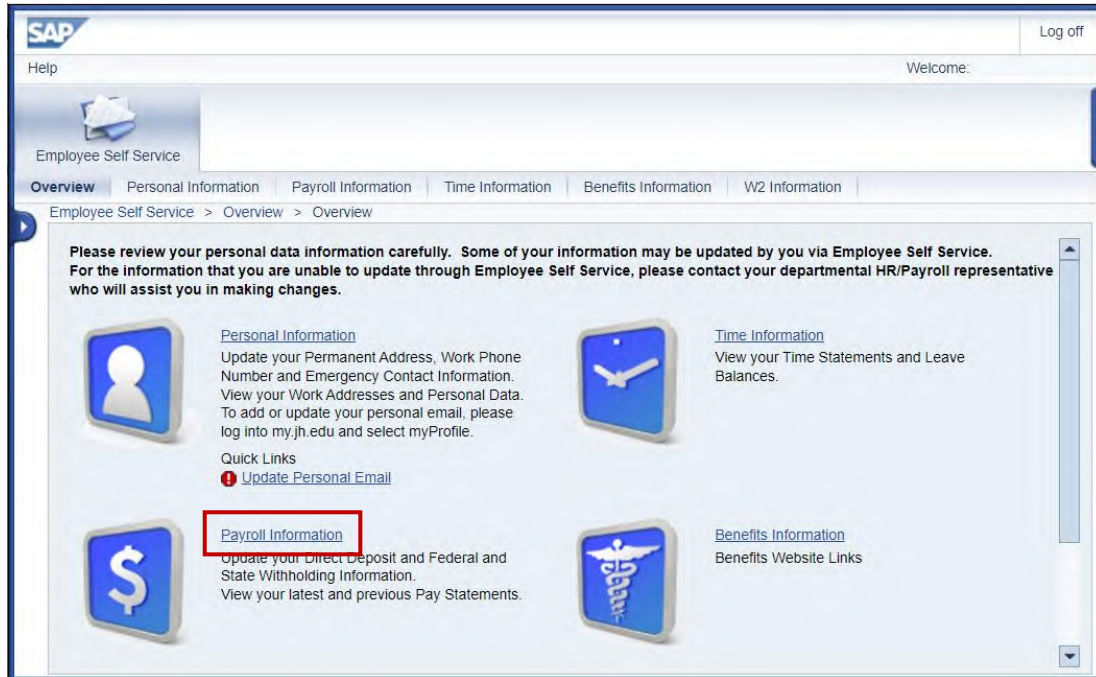 SAP
Log off
Help
Welcome:
Employee Self Service
Overview Personal Information Payroll Information Time Information Benefits Information W2 Information
Employee Self Service > Overview > Overview
Please review your personal data information carefully. Some of your information may be updated by you via Employee Self Service.
For the information that you are unable to update through Employee Self Service, please contact your departmental HR/Payroll representative
who will assist you in making changes.
Personal Information
Update your Permanent Address, Work Phone
Number and Emergency Contact Information.
View your Work Addresses and Personal Data.
To add or update your personal email, please
log into my.jh.edu and select myProfile.
Quick Links
Update Personal Email
Time Information
View your Time Statements and Leave
Balances.
Payroll Information
Update your Direct Deposit and Federal and
State Withholding Information.
View your latest and previous Pay Statements.
Benefits Information
Benefits Website Links